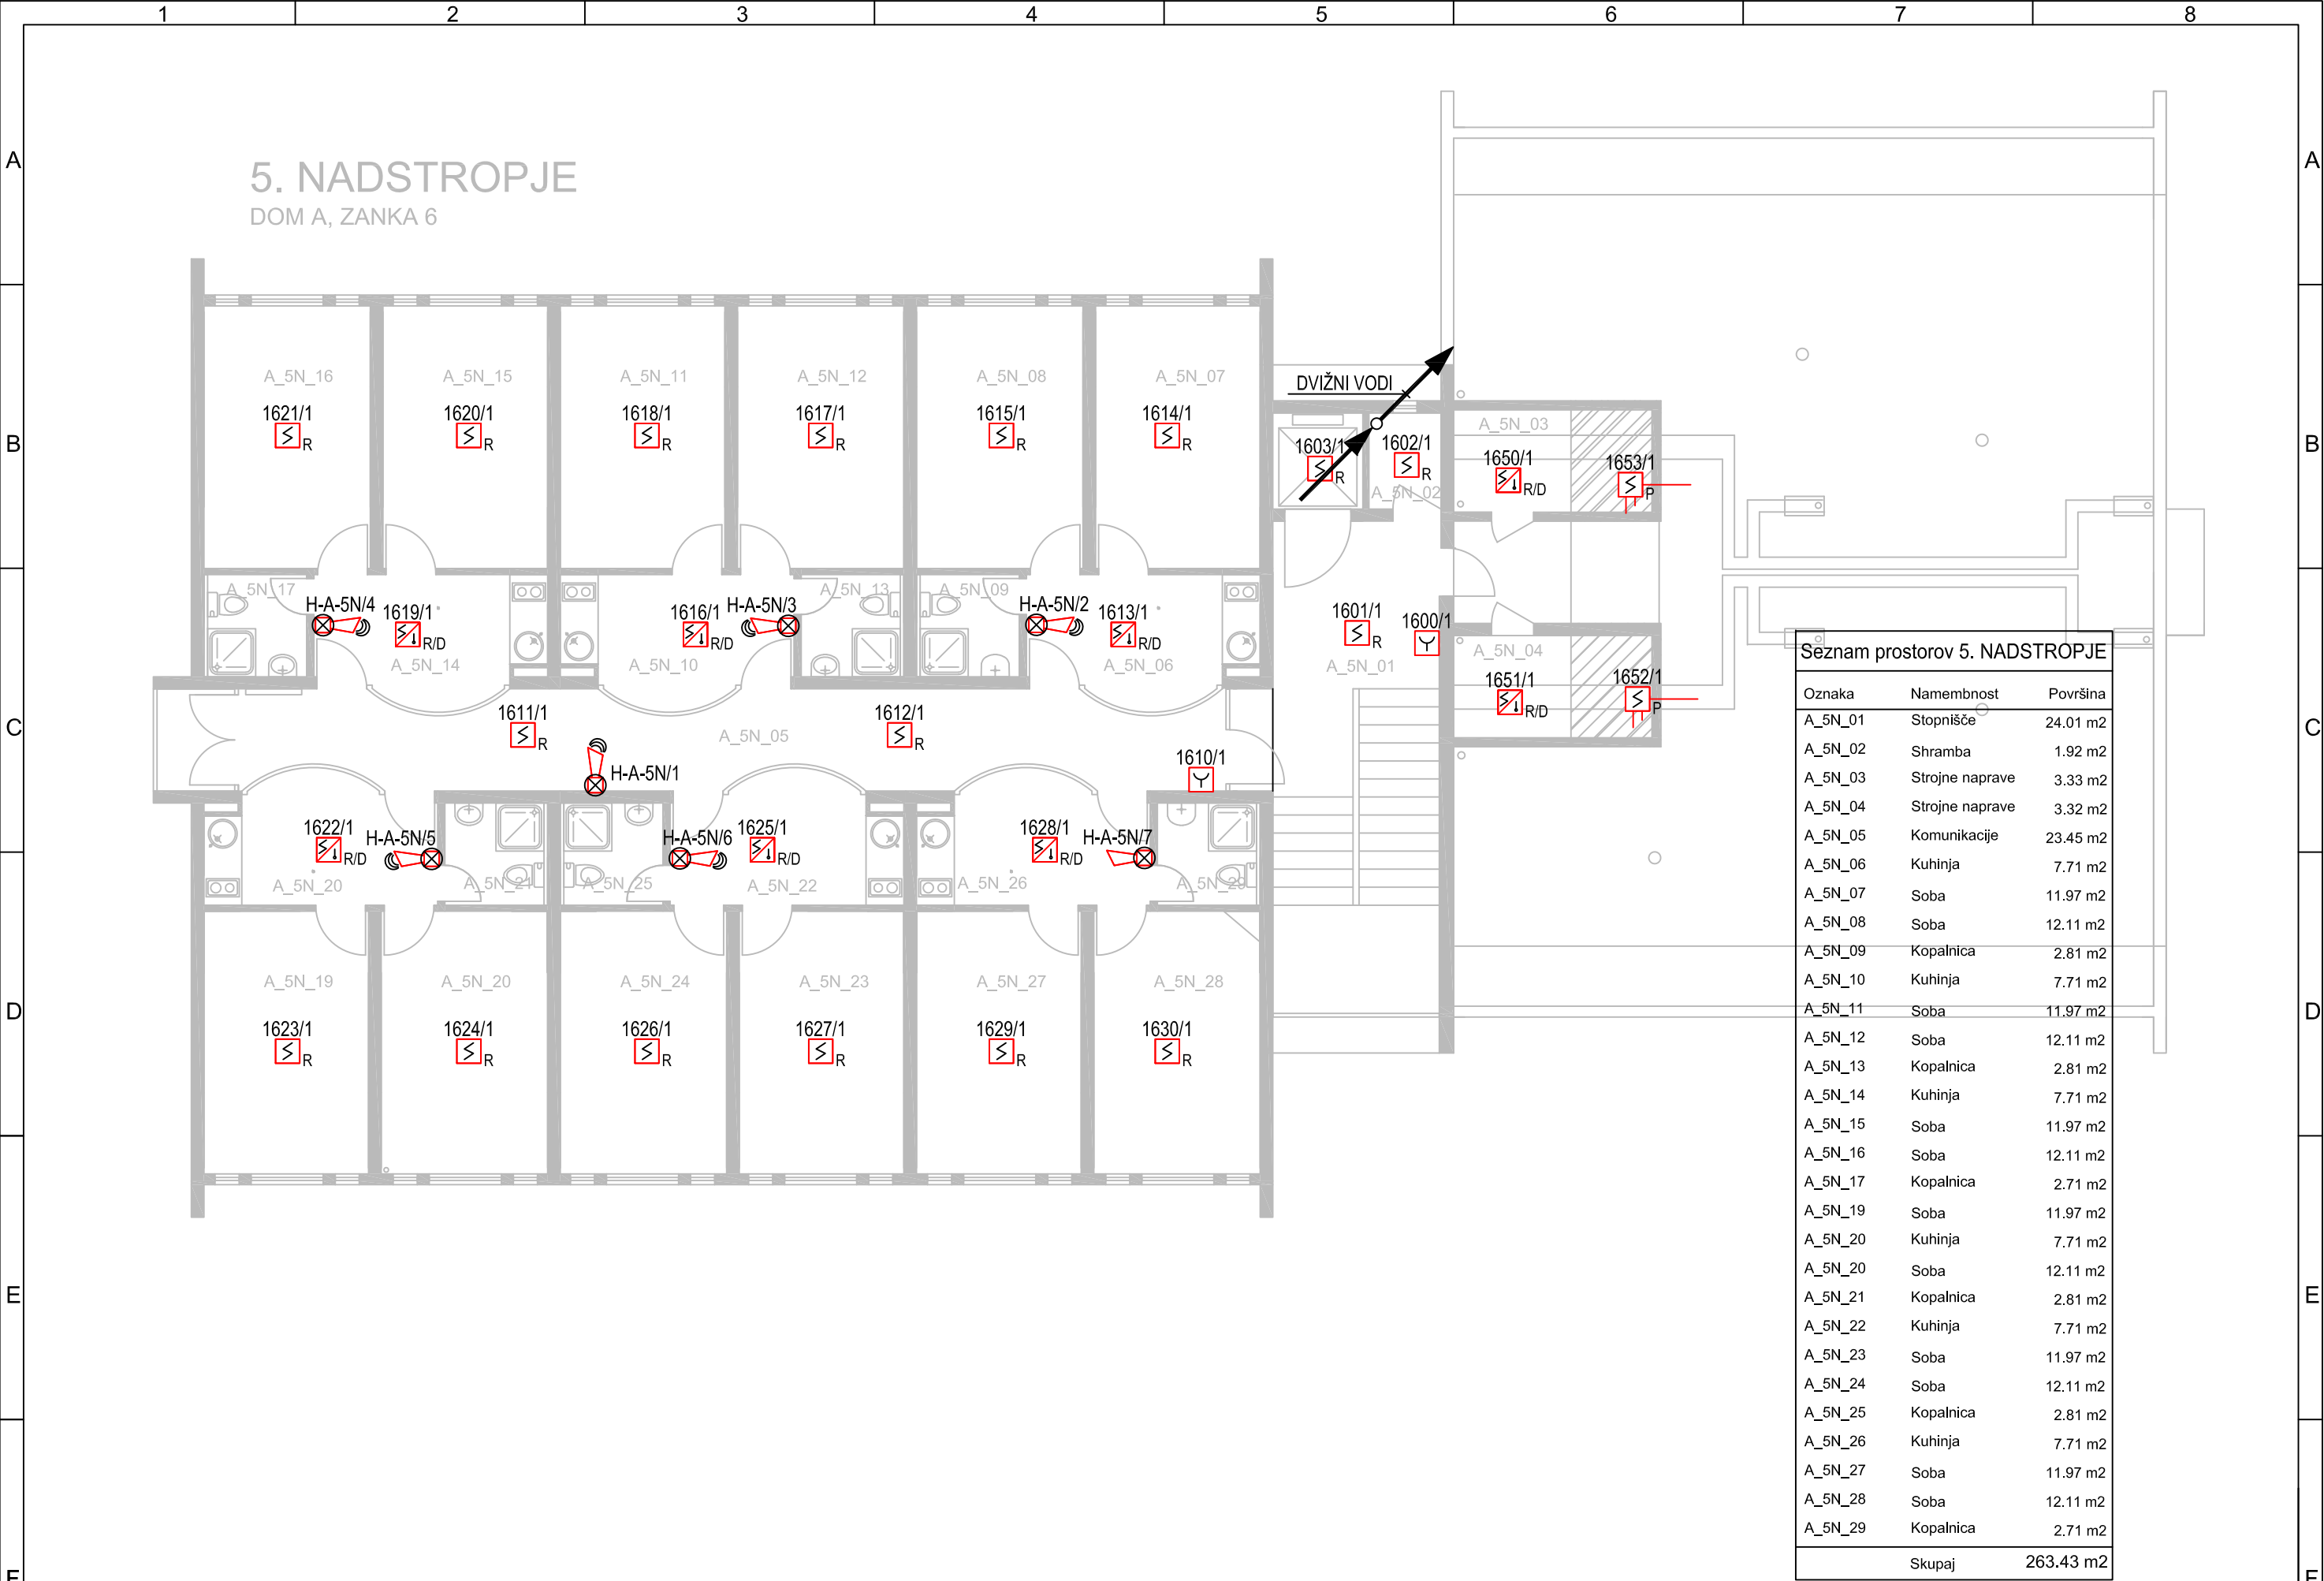 1 2 3 4 5 6 7 8
A A
5. NADSTROPJE
DOM A, ZANKA 6
A_5N_16 A_5N_15 A_5N_11 A_5N_12 A_5N_08 A_5N_07
DVIŽNI VODI
1621/1 R 1620/1 R 1618/1 R 1617/1 R 1615/1 R 1614/1 R
B B
1603/1 R 1602/1 R
A_5N_02
A_5N_03
1650/1 R/D 1653/1 P
A_5N_17 A_5N_13 A_5N_09
H-A-5N/4 1619/1 R/D 1616/1 R/D H-A-5N/3 H-A-5N/2 1613/1 R/D
A_5N_14 A_5N_10 A_5N_06
1601/1 R 1600/1
A_5N_01
A_5N_04
1651/1 R/D 1652/1 P
C C
1611/1 R A_5N_05 1612/1 R
H-A-5N/1 1610/1
1622/1 R/D H-A-5N/5 H-A-5N/6 1625/1 R/D 1628/1 R/D H-A-5N/7
A_5N_20 A_5N_21 A_5N_25 A_5N_22 A_5N_26 A_5N_29
A_5N_19 A_5N_20 A_5N_24 A_5N_23 A_5N_27 A_5N_28
D D
1623/1 R 1624/1 R 1626/1 R 1627/1 R 1629/1 R 1630/1 R
E E
F F
Seznam prostorov 5. NADSTROPJE
Oznaka Namembnost Površina
A_5N_01 Stopnišče 24.01 m2
A_5N_02 Shramba 1.92 m2
A_5N_03 Strojne naprave 3.33 m2
A_5N_04 Strojne naprave 3.32 m2
A_5N_05 Komunikacije 23.45 m2
A_5N_06 Kuhinja 7.71 m2
A_5N_07 Soba 11.97 m2
A_5N_08 Soba 12.11 m2
A_5N_09 Kopalnica 2.81 m2
A_5N_10 Kuhinja 7.71 m2
A_5N_11 Soba 11.97 m2
A_5N_12 Soba 12.11 m2
A_5N_13 Kopalnica 2.81 m2
A_5N_14 Kuhinja 7.71 m2
A_5N_15 Soba 11.97 m2
A_5N_16 Soba 12.11 m2
A_5N_17 Kopalnica 2.71 m2
A_5N_19 Soba 11.97 m2
A_5N_20 Kuhinja 7.71 m2
A_5N_20 Soba 12.11 m2
A_5N_21 Kopalnica 2.81 m2
A_5N_22 Kuhinja 7.71 m2
A_5N_23 Soba 11.97 m2
A_5N_24 Soba 12.11 m2
A_5N_25 Kopalnica 2.81 m2
A_5N_26 Kuhinja 7.71 m2
A_5N_27 Soba 11.97 m2
A_5N_28 Soba 12.11 m2
A_5N_29 Kopalnica 2.71 m2
Skupaj 263.43 m2